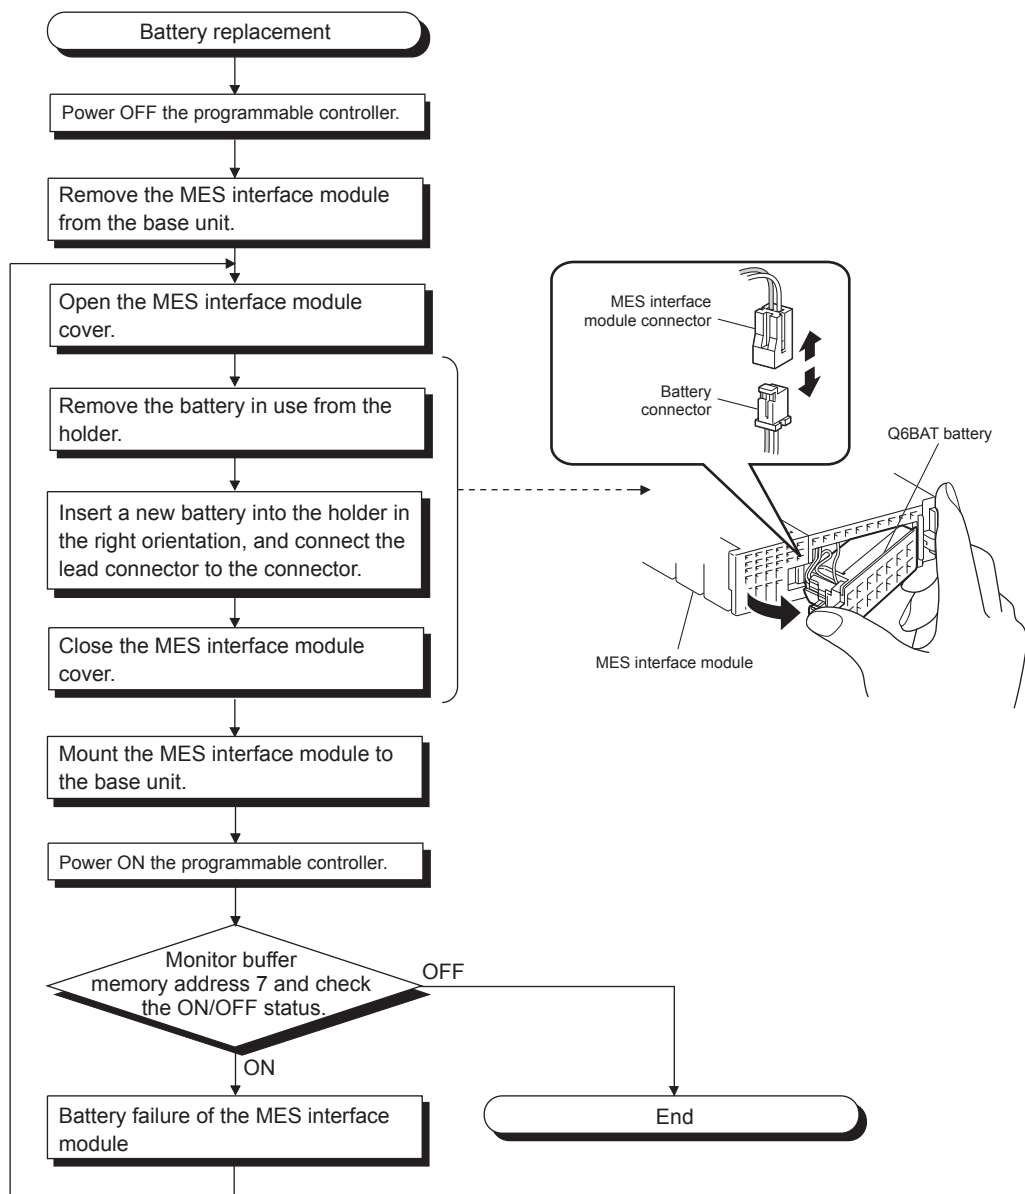 Battery replacement
Power OFF the programmable controller.
Remove the MES interface module
from the base unit.
Open the MES interface module
cover.
Remove the battery in use from the
holder.
Insert a new battery into the holder in
the right orientation, and connect the
lead connector to the connector.
Close the MES interface module
cover.
Mount the MES interface module to
the base unit.
Power ON the programmable controller.
Monitor buffer
memory address 7 and check
the ON/OFF status.
OFF
ON
Battery failure of the MES interface
module
End
MES interface
module connector
Battery
connector
Q6BAT battery
MES interface module